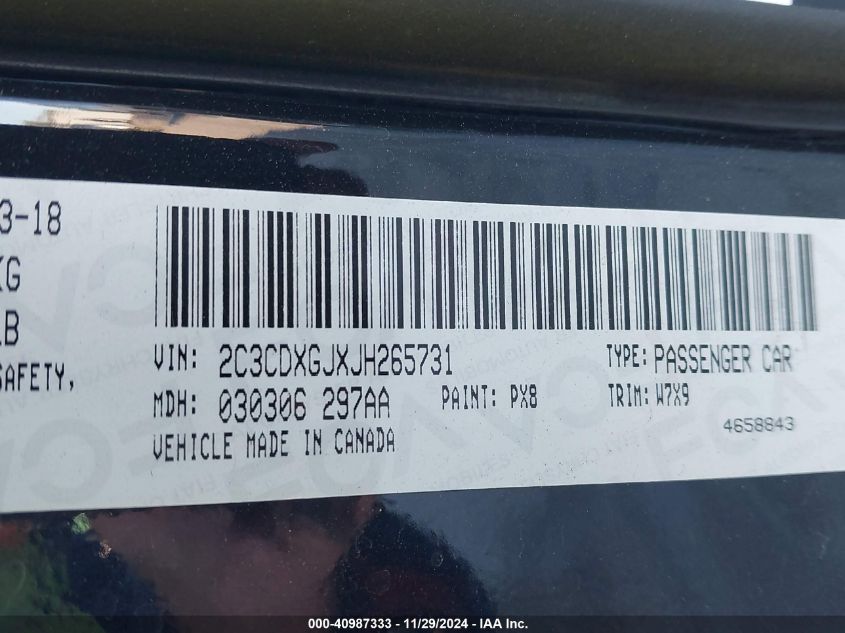 3-18
KG
LB
SAFETY,
VIN: 2C3CDXGJXJH265731 TYPE: PASSENGER CAR
MDH: 030306 297AA PAINT: PX8 TRIM: W7X9
VEHICLE MADE IN CANADA 4658843
000-40987333 | 11/29/2024 - IAA Inc.